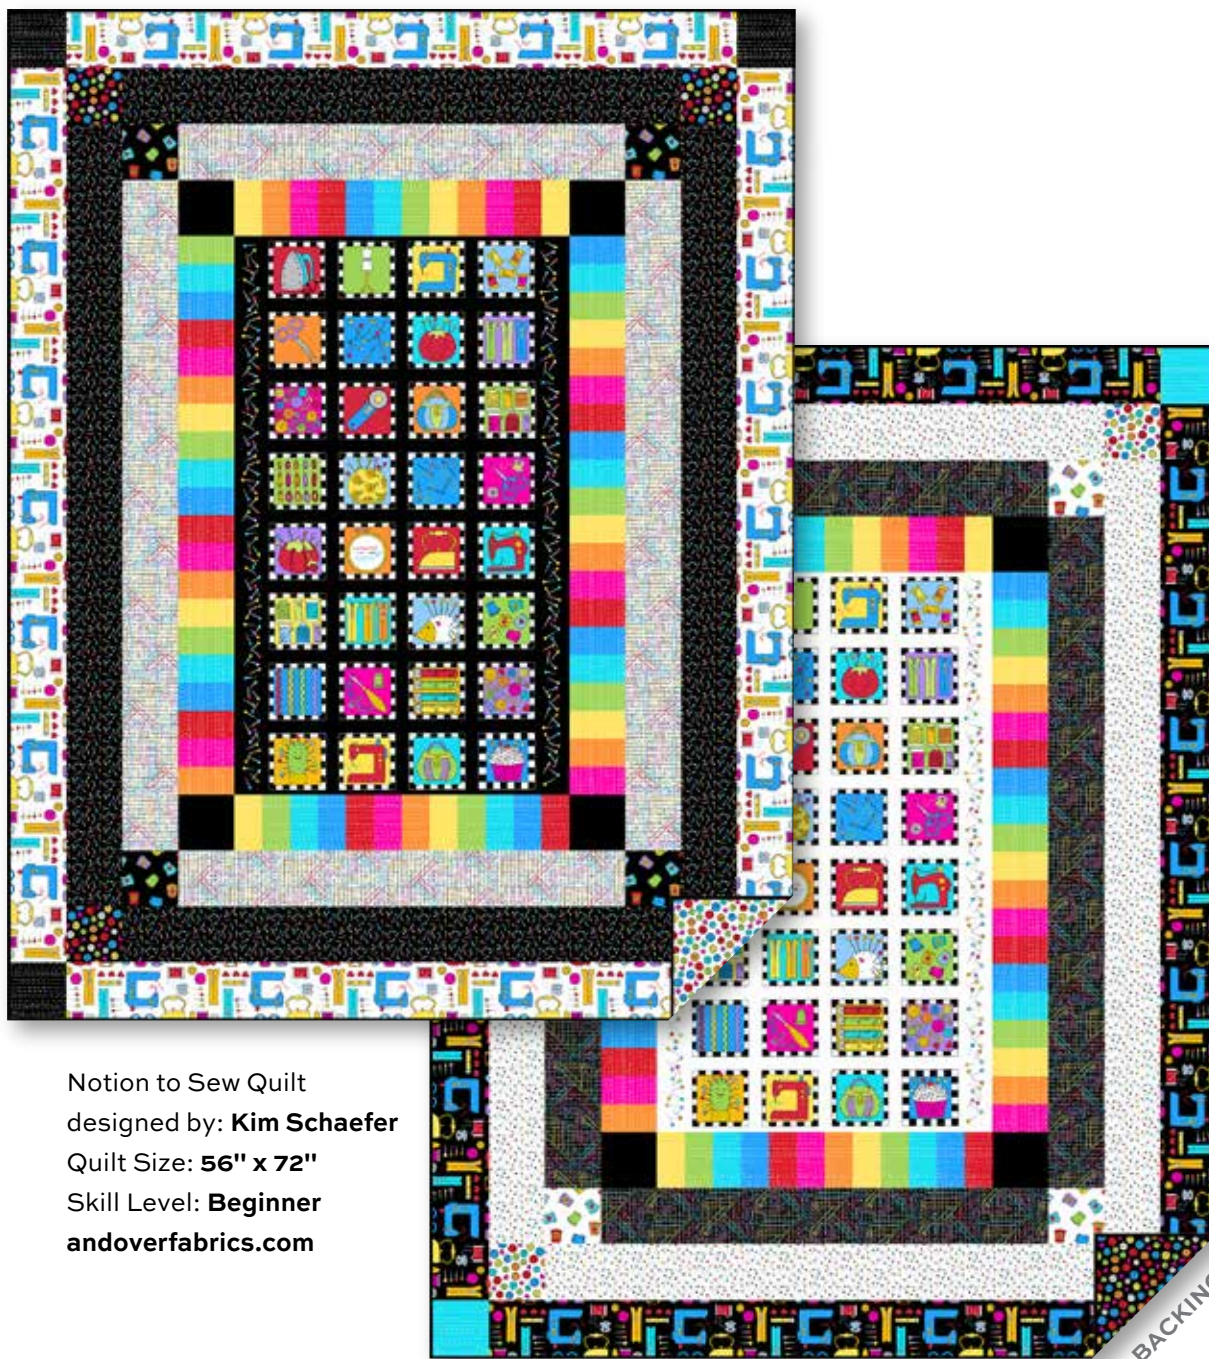 Notion to Sew Quilt
designed by: Kim Schaefer
Quilt Size: 56" x 72"
Skill Level: Beginner
andoverfabrics.com
BACKING